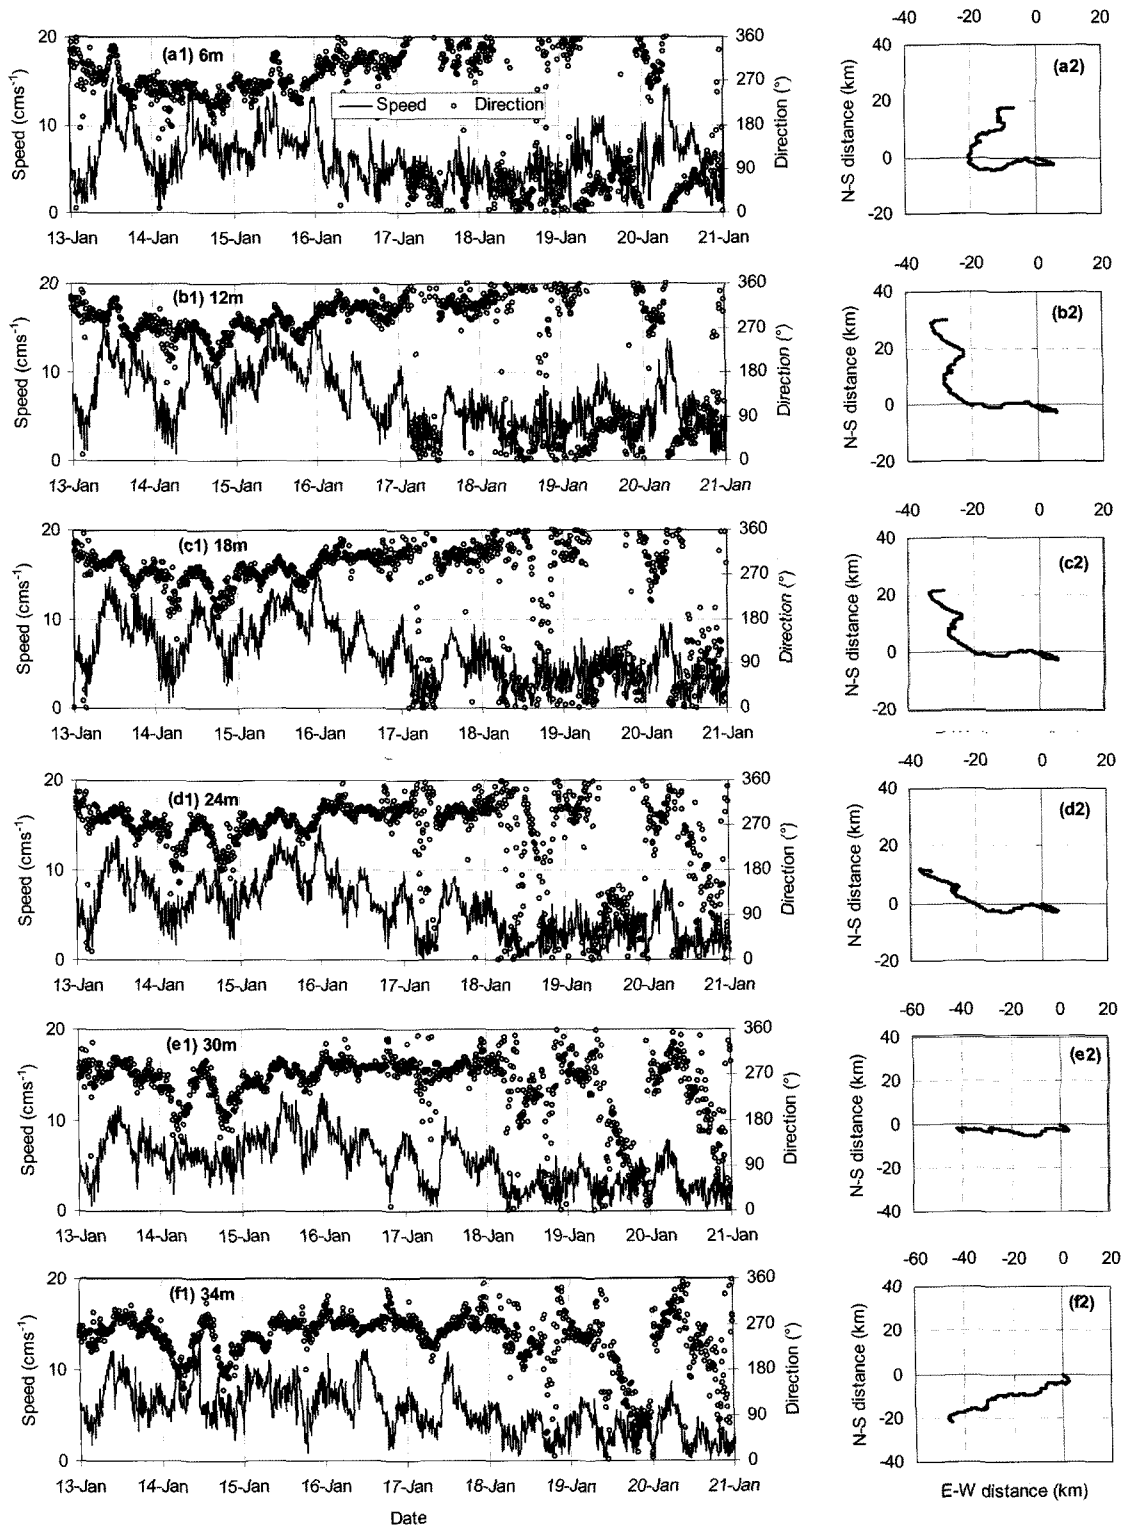 -40 -20 0 20
20 360 40
(a1) 6m (a2)
270 20
Speed Direction
10 180
0
90
0 0 -20
Speed (cms⁻¹) Direction (°) N-S distance (km)
13-Jan 14-Jan 15-Jan 16-Jan 17-Jan 18-Jan 19-Jan 20-Jan 21-Jan
-40 -20 0 20
20 360 40
(b1) 12m (b2)
270 20
10 180
90 0
0 0 -20
Speed (cms⁻¹) Direction (°) N-S distance (km)
13-Jan 14-Jan 15-Jan 16-Jan 17-Jan 18-Jan 19-Jan 20-Jan 21-Jan
-40 -20 0 20
20 360 40
(c1) 18m (c2)
270 20
10 180
90 0
0 0 -20
Speed (cms⁻¹) Direction (°) N-S distance (km)
13-Jan 14-Jan 15-Jan 16-Jan 17-Jan 18-Jan 19-Jan 20-Jan 21-Jan
-40 -20 0 20
20 360 40
(d1) 24m (d2)
270 20
10 180
90 0
0 0 -20
Speed (cms⁻¹) Direction (°) N-S distance (km)
13-Jan 14-Jan 15-Jan 16-Jan 17-Jan 18-Jan 19-Jan 20-Jan 21-Jan
-60 -40 -20 0 20
20 360 40
(e1) 30m (e2)
270 20
10 180 0
90 -20
0 0 -40
Speed (cms⁻¹) Direction (°) N-S distance (km)
13-Jan 14-Jan 15-Jan 16-Jan 17-Jan 18-Jan 19-Jan 20-Jan 21-Jan
-60 -40 -20 0 20
20 360 40
(f1) 34m (f2)
270 20
10 180 0
90 -20
0 0 -40
Speed (cms⁻¹) Direction (°) N-S distance (km)
13-Jan 14-Jan 15-Jan 16-Jan 17-Jan 18-Jan 19-Jan 20-Jan 21-Jan
E-W distance (km)
Date